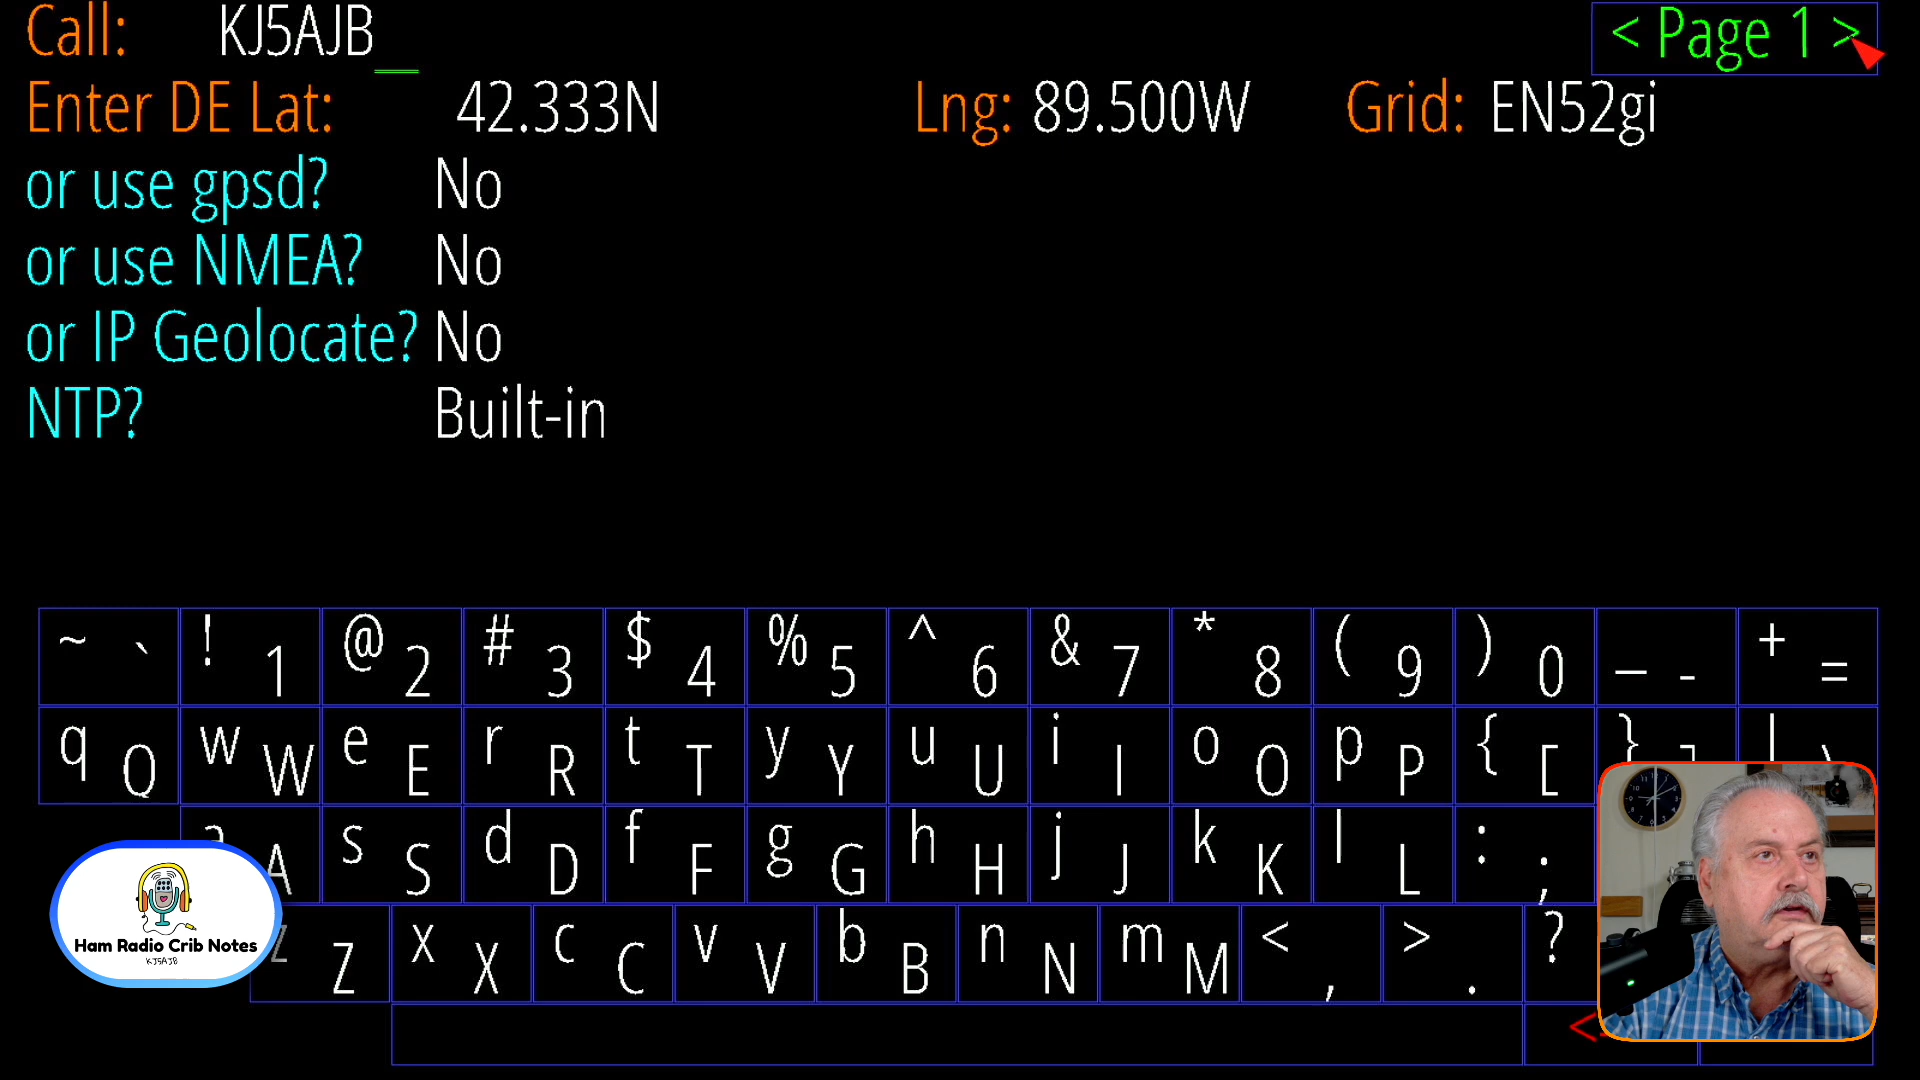 Call: KJ5AJB_
< Page 1 >
Enter DE Lat: 42.333N Lng: 89.500W Grid: EN52gi
or use gpsd? No
or use NMEA? No
or IP Geolocate? No
NTP? Built-in
~ ` ! 1 @ 2 # 3 $ 4 % 5 ^ 6 & 7 * 8 ( 9 ) 0 _ - + =
q Q w W e E r R t T y Y u U i I o O p P { [ } ] | \
a A s S d D f F g G h H j J k K l L : ;
z Z x X c C v V b B n N m M < , > . ?
Ham Radio Crib Notes
KJ5AJB